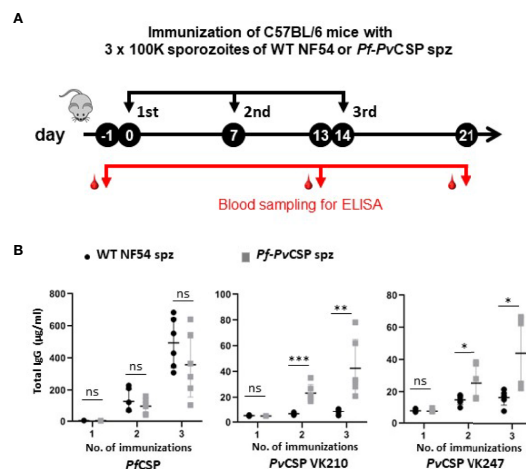 A
Immunization of C57BL/6 mice with
3 x 100K sporozoites of WT NF54 or Pf-PvCSP spz
1st 2nd 3rd
day -1 0 7 13 14 21
Blood sampling for ELISA
B
WT NF54 spz Pf-PvCSP spz
Total IgG (µg/ml)
800
600
400
200
0
ns ns ns
1 2 3
No. of immunizations
PfCSP
100
80
60
40
20
0
ns *** **
1 2 3
No. of immunizations
PvCSP VK210
80
60
40
20
0
ns * *
1 2 3
No. of immunizations
PvCSP VK247